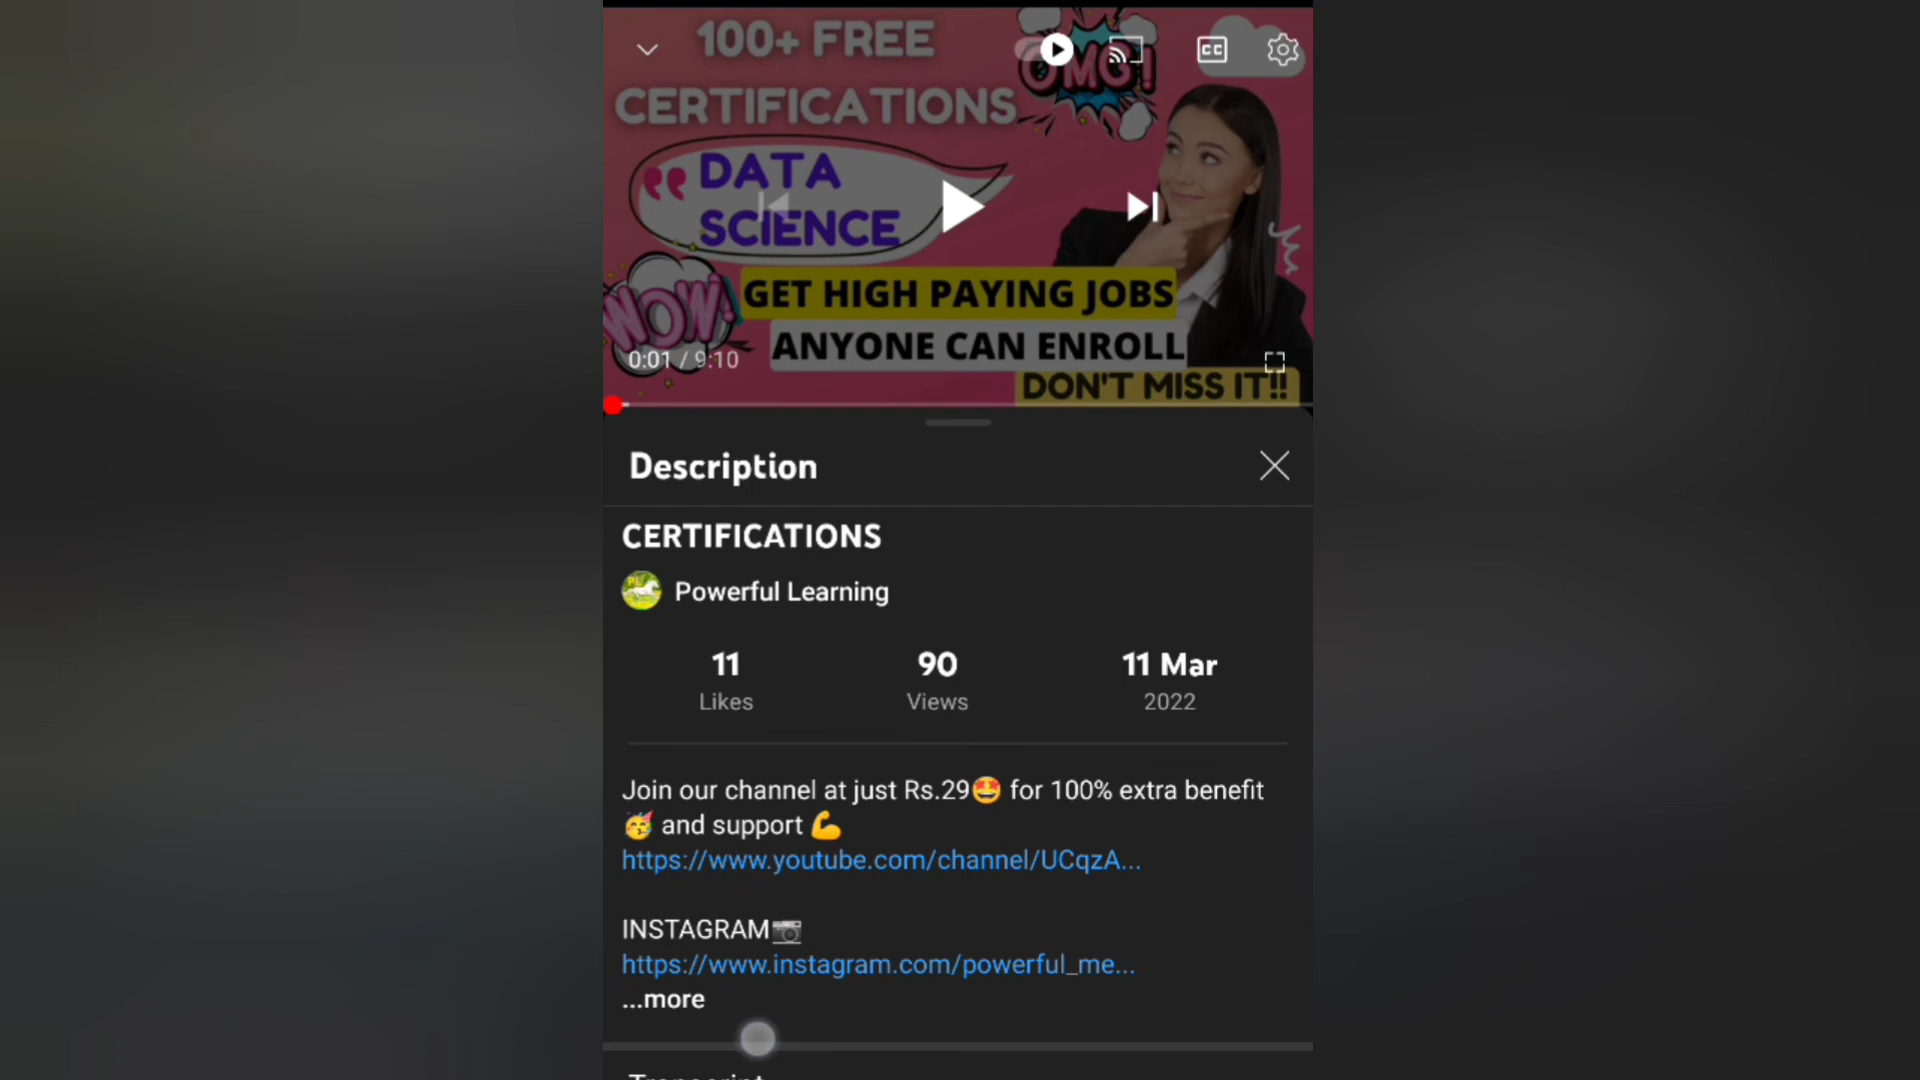 100+ FREE
OMG!
CC
CERTIFICATIONS
DATA
SCIENCE
WOW!
GET HIGH PAYING JOBS
ANYONE CAN ENROLL
0:01 / 9:10
DON'T MISS IT!!
Description
CERTIFICATIONS
PL
Powerful Learning
11 90 11 Mar
Likes Views 2022
Join our channel at just Rs.29🤩 for 100% extra benefit
🥳 and support 💪
https://www.youtube.com/channel/UCqzA...
INSTAGRAM📷
https://www.instagram.com/powerful_me...
...more
Transcript